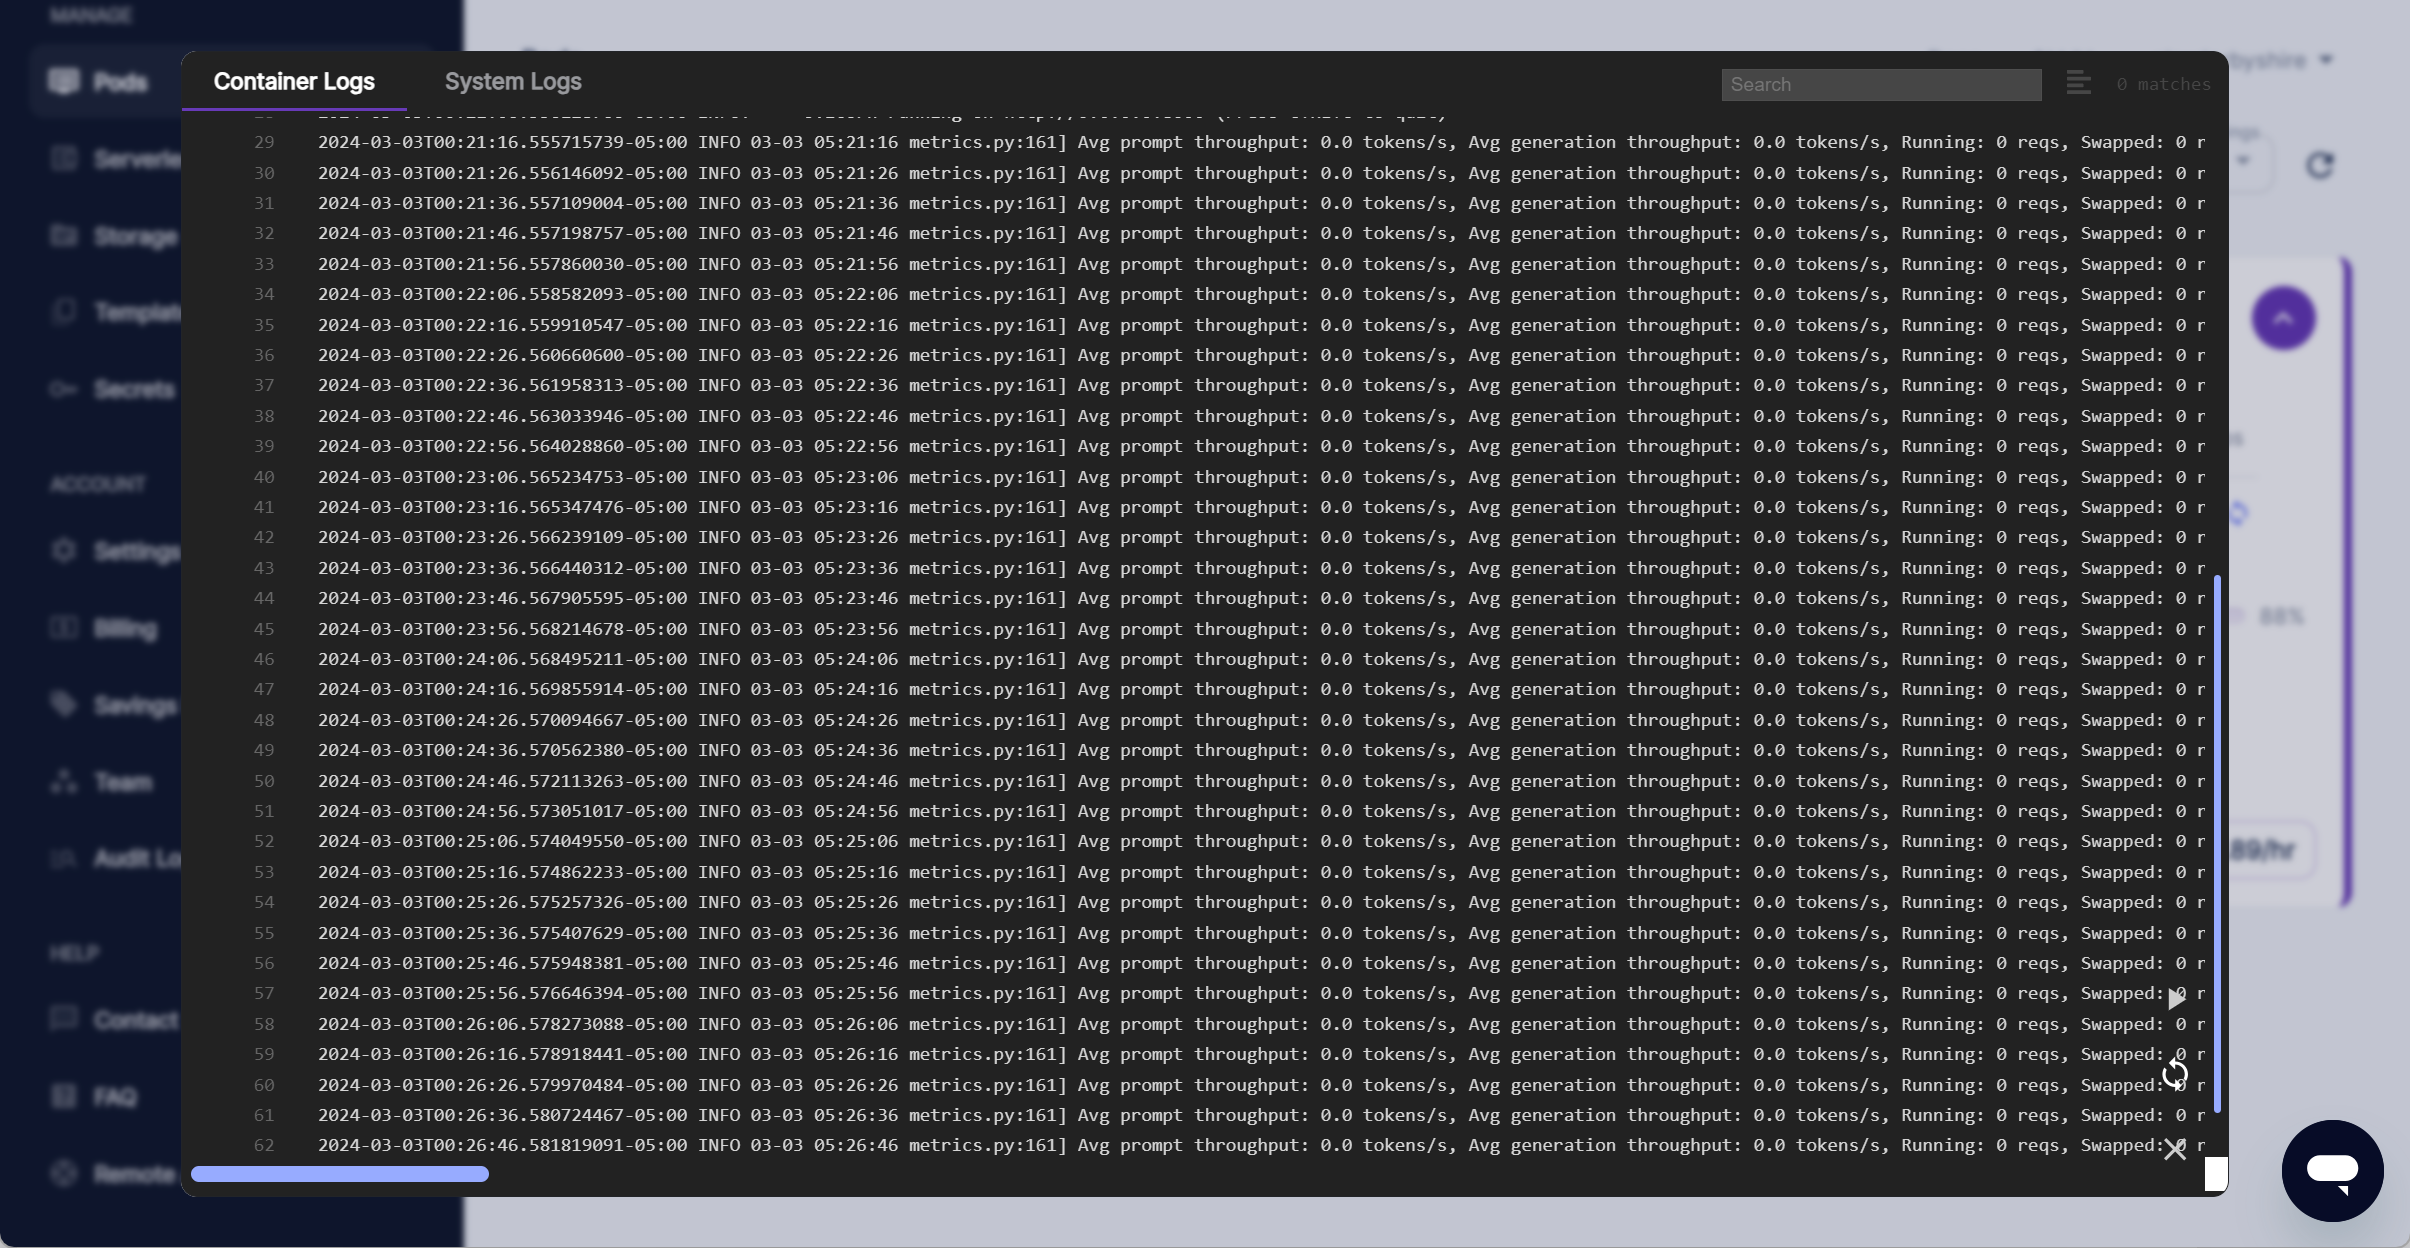 MANAGE
Pods
Storage
Secrets
ACCOUNT
Settings
Billing
Savings
Team
HELP
Contact
FAQ
Remote
Container Logs
System Logs
Search
0 matches
29 2024-03-03T00:21:16.555715739-05:00 INFO 03-03 05:21:16 metrics.py:161] Avg prompt throughput: 0.0 tokens/s, Avg generation throughput: 0.0 tokens/s, Running: 0 reqs, Swapped: 0 r
30 2024-03-03T00:21:26.556146092-05:00 INFO 03-03 05:21:26 metrics.py:161] Avg prompt throughput: 0.0 tokens/s, Avg generation throughput: 0.0 tokens/s, Running: 0 reqs, Swapped: 0 r
31 2024-03-03T00:21:36.557109004-05:00 INFO 03-03 05:21:36 metrics.py:161] Avg prompt throughput: 0.0 tokens/s, Avg generation throughput: 0.0 tokens/s, Running: 0 reqs, Swapped: 0 r
32 2024-03-03T00:21:46.557198757-05:00 INFO 03-03 05:21:46 metrics.py:161] Avg prompt throughput: 0.0 tokens/s, Avg generation throughput: 0.0 tokens/s, Running: 0 reqs, Swapped: 0 r
33 2024-03-03T00:21:56.557860030-05:00 INFO 03-03 05:21:56 metrics.py:161] Avg prompt throughput: 0.0 tokens/s, Avg generation throughput: 0.0 tokens/s, Running: 0 reqs, Swapped: 0 r
34 2024-03-03T00:22:06.558582093-05:00 INFO 03-03 05:22:06 metrics.py:161] Avg prompt throughput: 0.0 tokens/s, Avg generation throughput: 0.0 tokens/s, Running: 0 reqs, Swapped: 0 r
35 2024-03-03T00:22:16.559910547-05:00 INFO 03-03 05:22:16 metrics.py:161] Avg prompt throughput: 0.0 tokens/s, Avg generation throughput: 0.0 tokens/s, Running: 0 reqs, Swapped: 0 r
36 2024-03-03T00:22:26.560660600-05:00 INFO 03-03 05:22:26 metrics.py:161] Avg prompt throughput: 0.0 tokens/s, Avg generation throughput: 0.0 tokens/s, Running: 0 reqs, Swapped: 0 r
37 2024-03-03T00:22:36.561958313-05:00 INFO 03-03 05:22:36 metrics.py:161] Avg prompt throughput: 0.0 tokens/s, Avg generation throughput: 0.0 tokens/s, Running: 0 reqs, Swapped: 0 r
38 2024-03-03T00:22:46.563033946-05:00 INFO 03-03 05:22:46 metrics.py:161] Avg prompt throughput: 0.0 tokens/s, Avg generation throughput: 0.0 tokens/s, Running: 0 reqs, Swapped: 0 r
39 2024-03-03T00:22:56.564028860-05:00 INFO 03-03 05:22:56 metrics.py:161] Avg prompt throughput: 0.0 tokens/s, Avg generation throughput: 0.0 tokens/s, Running: 0 reqs, Swapped: 0 r
40 2024-03-03T00:23:06.565234753-05:00 INFO 03-03 05:23:06 metrics.py:161] Avg prompt throughput: 0.0 tokens/s, Avg generation throughput: 0.0 tokens/s, Running: 0 reqs, Swapped: 0 r
41 2024-03-03T00:23:16.565347476-05:00 INFO 03-03 05:23:16 metrics.py:161] Avg prompt throughput: 0.0 tokens/s, Avg generation throughput: 0.0 tokens/s, Running: 0 reqs, Swapped: 0 r
42 2024-03-03T00:23:26.566239109-05:00 INFO 03-03 05:23:26 metrics.py:161] Avg prompt throughput: 0.0 tokens/s, Avg generation throughput: 0.0 tokens/s, Running: 0 reqs, Swapped: 0 r
43 2024-03-03T00:23:36.566440312-05:00 INFO 03-03 05:23:36 metrics.py:161] Avg prompt throughput: 0.0 tokens/s, Avg generation throughput: 0.0 tokens/s, Running: 0 reqs, Swapped: 0 r
44 2024-03-03T00:23:46.567905595-05:00 INFO 03-03 05:23:46 metrics.py:161] Avg prompt throughput: 0.0 tokens/s, Avg generation throughput: 0.0 tokens/s, Running: 0 reqs, Swapped: 0 r
45 2024-03-03T00:23:56.568214678-05:00 INFO 03-03 05:23:56 metrics.py:161] Avg prompt throughput: 0.0 tokens/s, Avg generation throughput: 0.0 tokens/s, Running: 0 reqs, Swapped: 0 r
46 2024-03-03T00:24:06.568495211-05:00 INFO 03-03 05:24:06 metrics.py:161] Avg prompt throughput: 0.0 tokens/s, Avg generation throughput: 0.0 tokens/s, Running: 0 reqs, Swapped: 0 r
47 2024-03-03T00:24:16.569855914-05:00 INFO 03-03 05:24:16 metrics.py:161] Avg prompt throughput: 0.0 tokens/s, Avg generation throughput: 0.0 tokens/s, Running: 0 reqs, Swapped: 0 r
48 2024-03-03T00:24:26.570094667-05:00 INFO 03-03 05:24:26 metrics.py:161] Avg prompt throughput: 0.0 tokens/s, Avg generation throughput: 0.0 tokens/s, Running: 0 reqs, Swapped: 0 r
49 2024-03-03T00:24:36.570562380-05:00 INFO 03-03 05:24:36 metrics.py:161] Avg prompt throughput: 0.0 tokens/s, Avg generation throughput: 0.0 tokens/s, Running: 0 reqs, Swapped: 0 r
50 2024-03-03T00:24:46.572113263-05:00 INFO 03-03 05:24:46 metrics.py:161] Avg prompt throughput: 0.0 tokens/s, Avg generation throughput: 0.0 tokens/s, Running: 0 reqs, Swapped: 0 r
51 2024-03-03T00:24:56.573051017-05:00 INFO 03-03 05:24:56 metrics.py:161] Avg prompt throughput: 0.0 tokens/s, Avg generation throughput: 0.0 tokens/s, Running: 0 reqs, Swapped: 0 r
52 2024-03-03T00:25:06.574049550-05:00 INFO 03-03 05:25:06 metrics.py:161] Avg prompt throughput: 0.0 tokens/s, Avg generation throughput: 0.0 tokens/s, Running: 0 reqs, Swapped: 0 r
53 2024-03-03T00:25:16.574862233-05:00 INFO 03-03 05:25:16 metrics.py:161] Avg prompt throughput: 0.0 tokens/s, Avg generation throughput: 0.0 tokens/s, Running: 0 reqs, Swapped: 0 r
54 2024-03-03T00:25:26.575257326-05:00 INFO 03-03 05:25:26 metrics.py:161] Avg prompt throughput: 0.0 tokens/s, Avg generation throughput: 0.0 tokens/s, Running: 0 reqs, Swapped: 0 r
55 2024-03-03T00:25:36.575407629-05:00 INFO 03-03 05:25:36 metrics.py:161] Avg prompt throughput: 0.0 tokens/s, Avg generation throughput: 0.0 tokens/s, Running: 0 reqs, Swapped: 0 r
56 2024-03-03T00:25:46.575948381-05:00 INFO 03-03 05:25:46 metrics.py:161] Avg prompt throughput: 0.0 tokens/s, Avg generation throughput: 0.0 tokens/s, Running: 0 reqs, Swapped: 0 r
57 2024-03-03T00:25:56.576646394-05:00 INFO 03-03 05:25:56 metrics.py:161] Avg prompt throughput: 0.0 tokens/s, Avg generation throughput: 0.0 tokens/s, Running: 0 reqs, Swapped: 0 r
58 2024-03-03T00:26:06.578273088-05:00 INFO 03-03 05:26:06 metrics.py:161] Avg prompt throughput: 0.0 tokens/s, Avg generation throughput: 0.0 tokens/s, Running: 0 reqs, Swapped: 0 r
59 2024-03-03T00:26:16.578918441-05:00 INFO 03-03 05:26:16 metrics.py:161] Avg prompt throughput: 0.0 tokens/s, Avg generation throughput: 0.0 tokens/s, Running: 0 reqs, Swapped: 0 r
60 2024-03-03T00:26:26.579970484-05:00 INFO 03-03 05:26:26 metrics.py:161] Avg prompt throughput: 0.0 tokens/s, Avg generation throughput: 0.0 tokens/s, Running: 0 reqs, Swapped: 0 r
61 2024-03-03T00:26:36.580724467-05:00 INFO 03-03 05:26:36 metrics.py:161] Avg prompt throughput: 0.0 tokens/s, Avg generation throughput: 0.0 tokens/s, Running: 0 reqs, Swapped: 0 r
62 2024-03-03T00:26:46.581819091-05:00 INFO 03-03 05:26:46 metrics.py:161] Avg prompt throughput: 0.0 tokens/s, Avg generation throughput: 0.0 tokens/s, Running: 0 reqs, Swapped: 0 r
88%
.89/hr